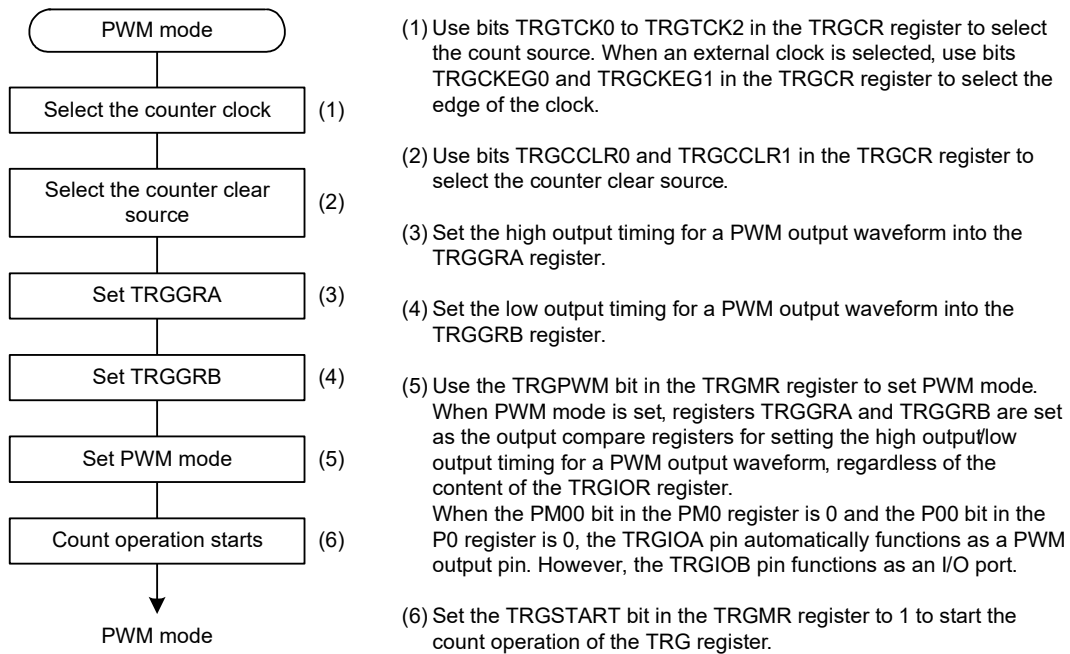 PWM mode
Select the counter clock
(1)
Select the counter clear
source
(2)
Set TRGGRA
(3)
Set TRGGRB
(4)
Set PWM mode
(5)
Count operation starts
(6)
PWM mode
(1) Use bits TRGTCK0 to TRGTCK2 in the TRGCR register to select
the count source. When an external clock is selected, use bits
TRGCKEG0 and TRGCKEG1 in the TRGCR register to select the
edge of the clock.
(2) Use bits TRGCCLR0 and TRGCCLR1 in the TRGCR register to
select the counter clear source.
(3) Set the high output timing for a PWM output waveform into the
TRGGRA register.
(4) Set the low output timing for a PWM output waveform into the
TRGGRB register.
(5) Use the TRGPWM bit in the TRGMR register to set PWM mode.
When PWM mode is set, registers TRGGRA and TRGGRB are set
as the output compare registers for setting the high output/low
output timing for a PWM output waveform, regardless of the
content of the TRGIOR register.
When the PM00 bit in the PM0 register is 0 and the P00 bit in the
P0 register is 0, the TRGIOA pin automatically functions as a PWM
output pin. However, the TRGIOB pin functions as an I/O port.
(6) Set the TRGSTART bit in the TRGMR register to 1 to start the
count operation of the TRG register.